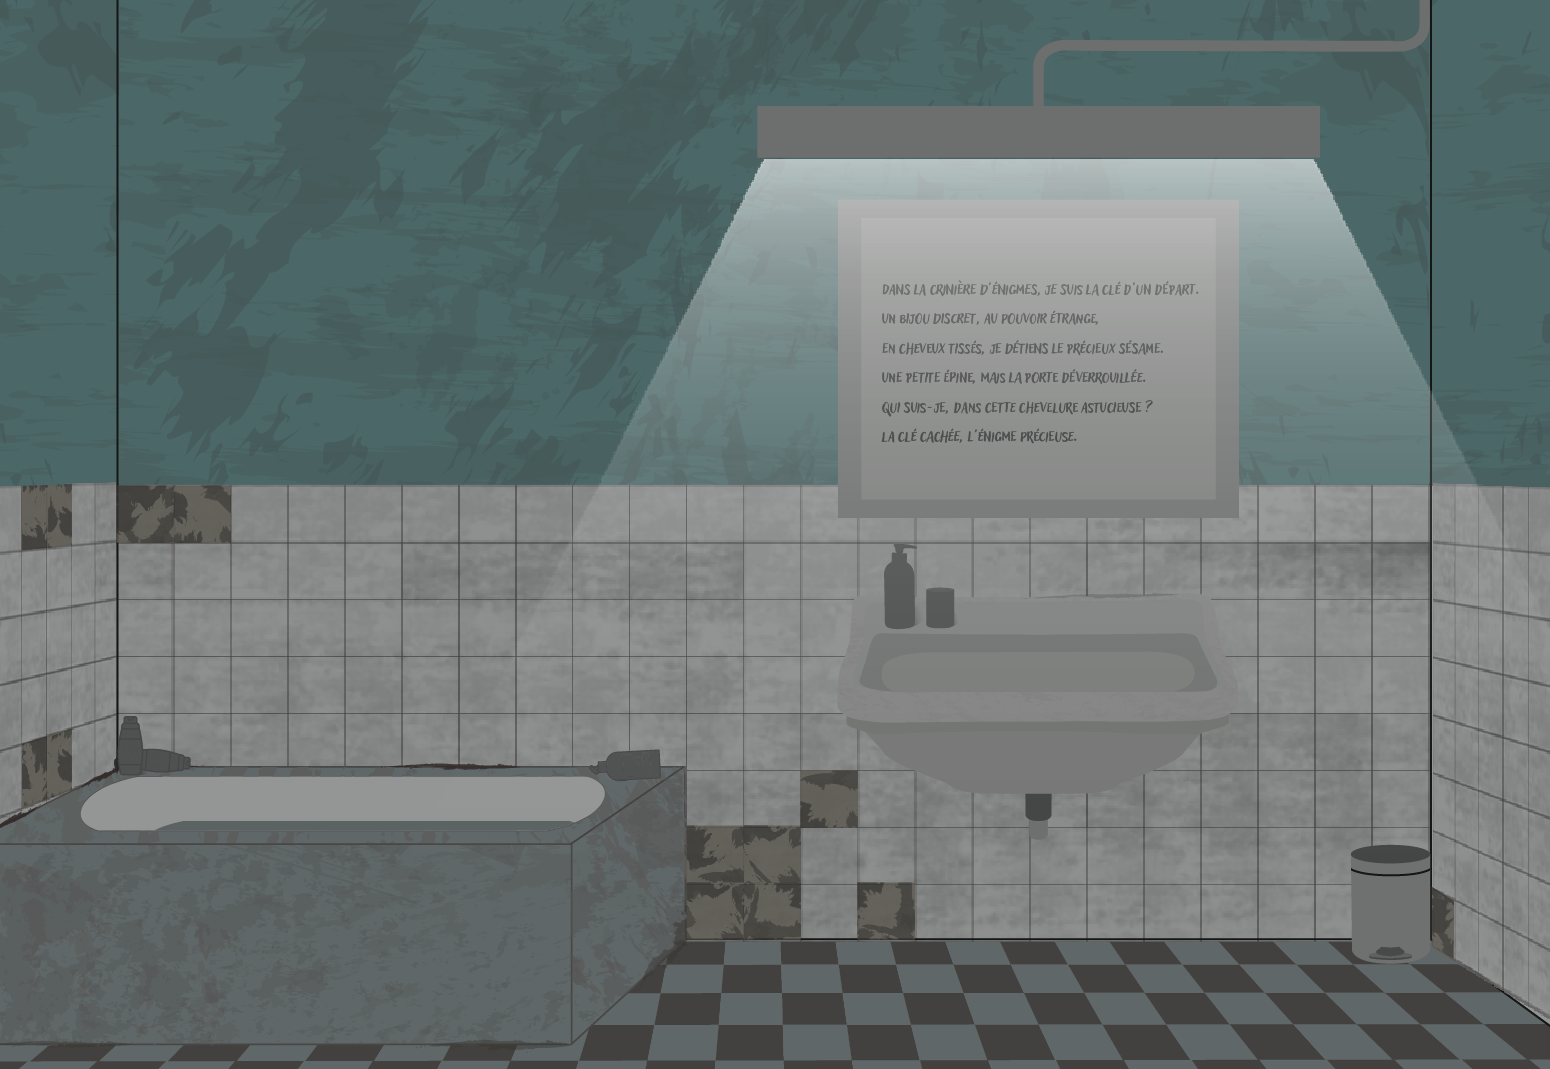 DANS LA CRINIÈRE D'ÉNIGMES, JE SUIS LA CLÉ D'UN DÉPART.
UN BIJOU DISCRET, AU POUVOIR ÉTRANGE,
EN CHEVEUX TISSÉS, JE DÉTIENS LE PRÉCIEUX SÉSAME.
UNE PETITE ÉPINE, MAIS LA PORTE DÉVERROUILLÉE.
QUI SUIS-JE, DANS CETTE CHEVELURE ASTUCIEUSE ?
LA CLÉ CACHÉE, L'ÉNIGME PRÉCIEUSE.